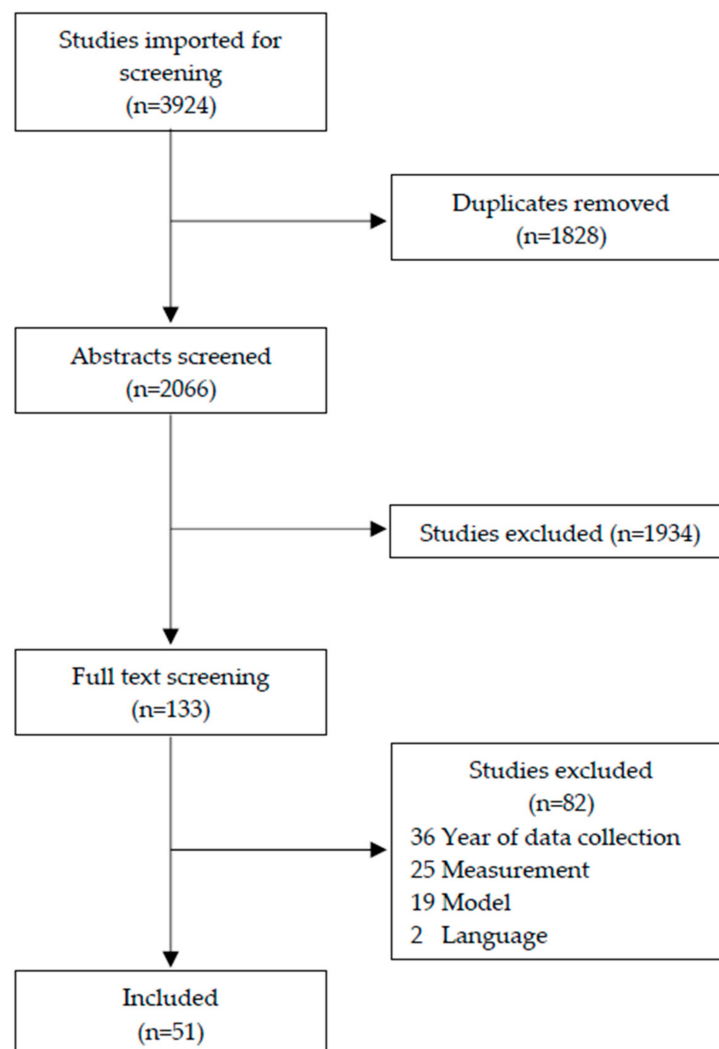 Studies imported for
screening
(n=3924)
Duplicates removed
(n=1828)
Abstracts screened
(n=2066)
Studies excluded (n=1934)
Full text screening
(n=133)
Studies excluded
(n=82)
36 Year of data collection
25 Measurement
19 Model
2 Language
Included
(n=51)